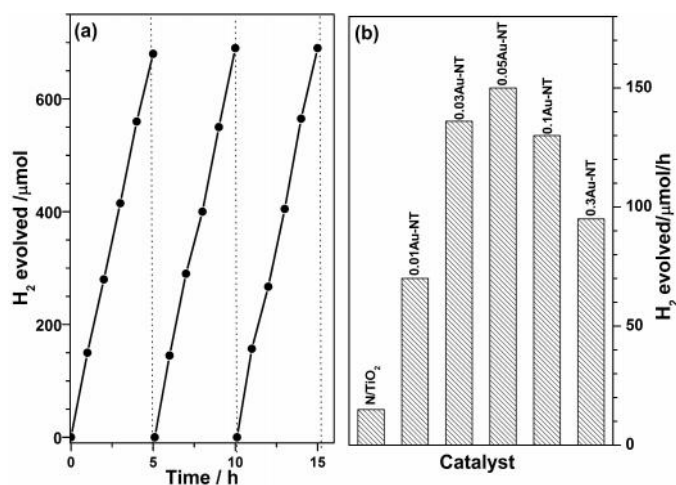 (a)
H2 evolved /μmol
600
400
200
0
0
5
10
15
Time / h
(b)
N/TiO2
0.01Au-NT
0.03Au-NT
0.05Au-NT
0.1Au-NT
0.3Au-NT
Catalyst
150
100
50
0
H2 evolved/μmol/h